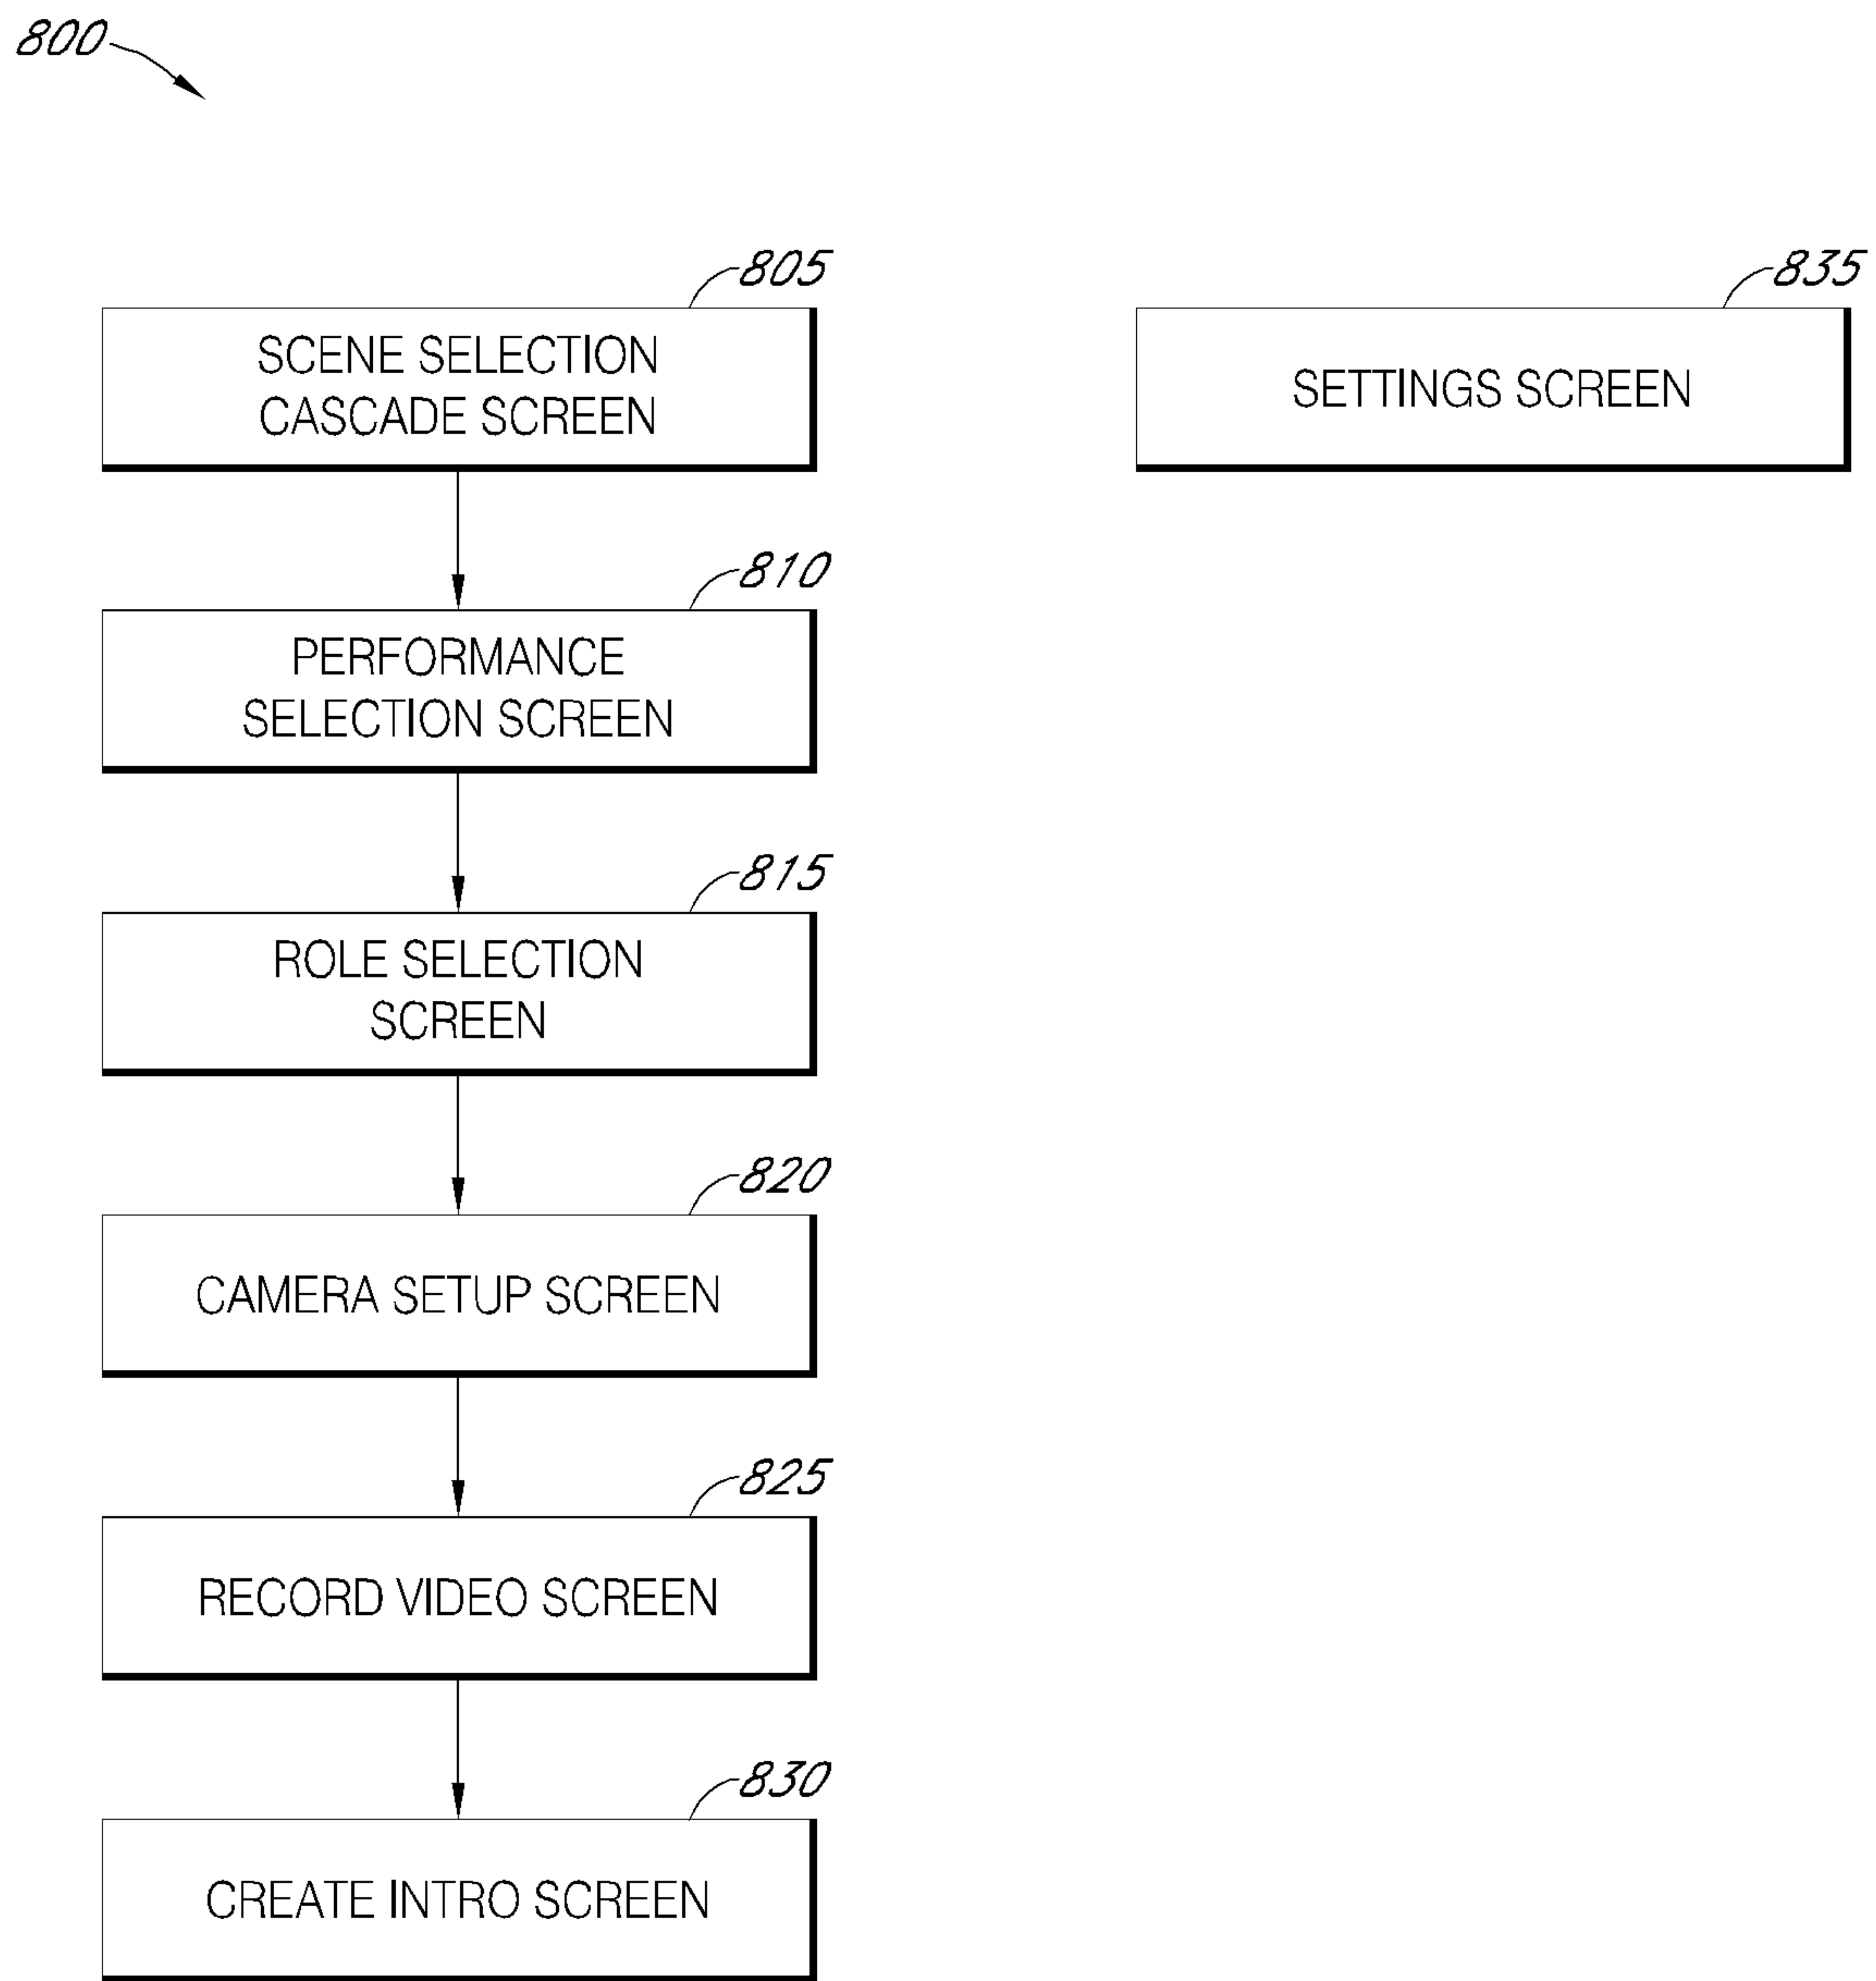 800
805
SCENE SELECTION
CASCADE SCREEN
835
SETTINGS SCREEN
810
PERFORMANCE
SELECTION SCREEN
815
ROLE SELECTION
SCREEN
820
CAMERA SETUP SCREEN
825
RECORD VIDEO SCREEN
830
CREATE INTRO SCREEN